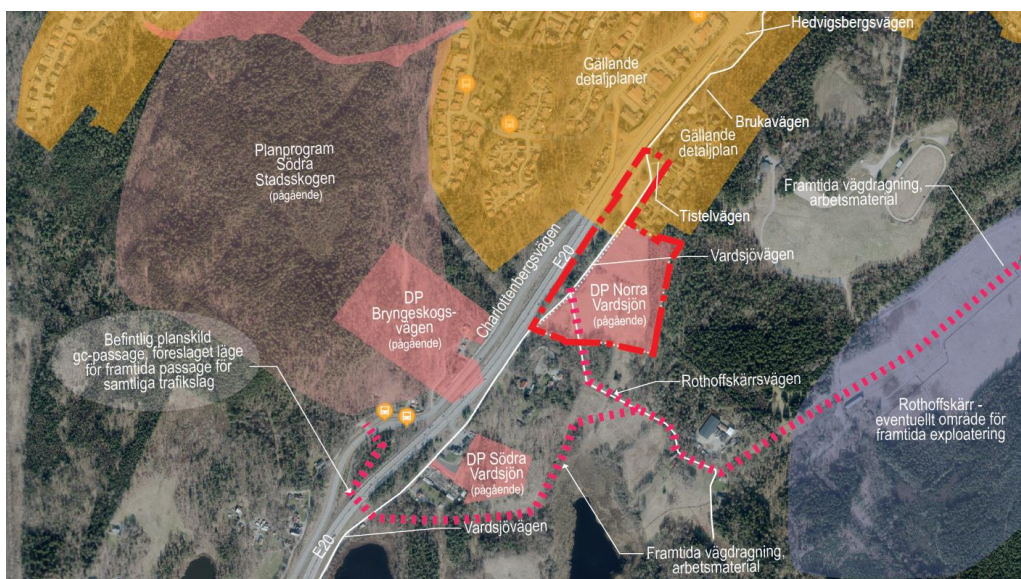 Hedvigsbergsvägen
Gällande
detaljplaner
Brukavägen
Gällande
detaljplan
Planprogram
Södra
Stadsskogen
(pågående)
Framtida vägdragning,
arbetsmaterial
Tistelvägen
Charlottenbergsvägen
E20
Vardsjövägen
DP
Bryngeskogs-
vägen
(pågående)
DP Norra
Vardsjön
(pågående)
Befintlig planskild
gc-passage, föreslaget läge
för framtida passage för
samtliga trafikslag
Rothoffskärrsvägen
Rothoffskärr -
eventuellt område för
framtida exploatering
DP Södra
Vardsjön
(pågående)
Vardsjövägen
E20
Framtida vägdragning,
arbetsmaterial